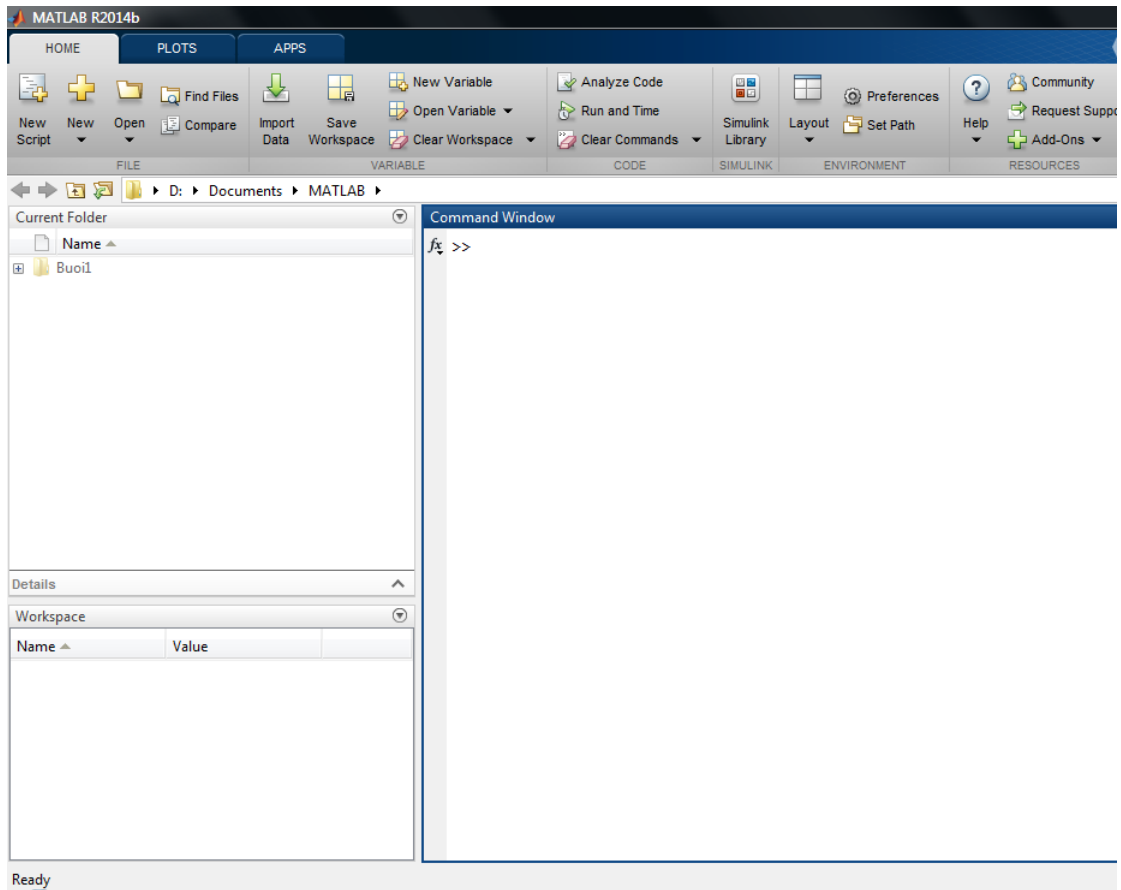 MATLAB R2014b
HOME PLOTS APPS
New Script
New
Open
Find Files
Compare
Import Data
Save Workspace
New Variable
Open Variable
Clear Workspace
Analyze Code
Run and Time
Clear Commands
Simulink Library
Layout
Preferences
Set Path
Help
Community
Request Suppo
Add-Ons
FILE VARIABLE CODE SIMULINK ENVIRONMENT RESOURCES
D: Documents MATLAB
Current Folder
Name
Buoi1
Details
Workspace
Name Value
Command Window
fx >>
Ready